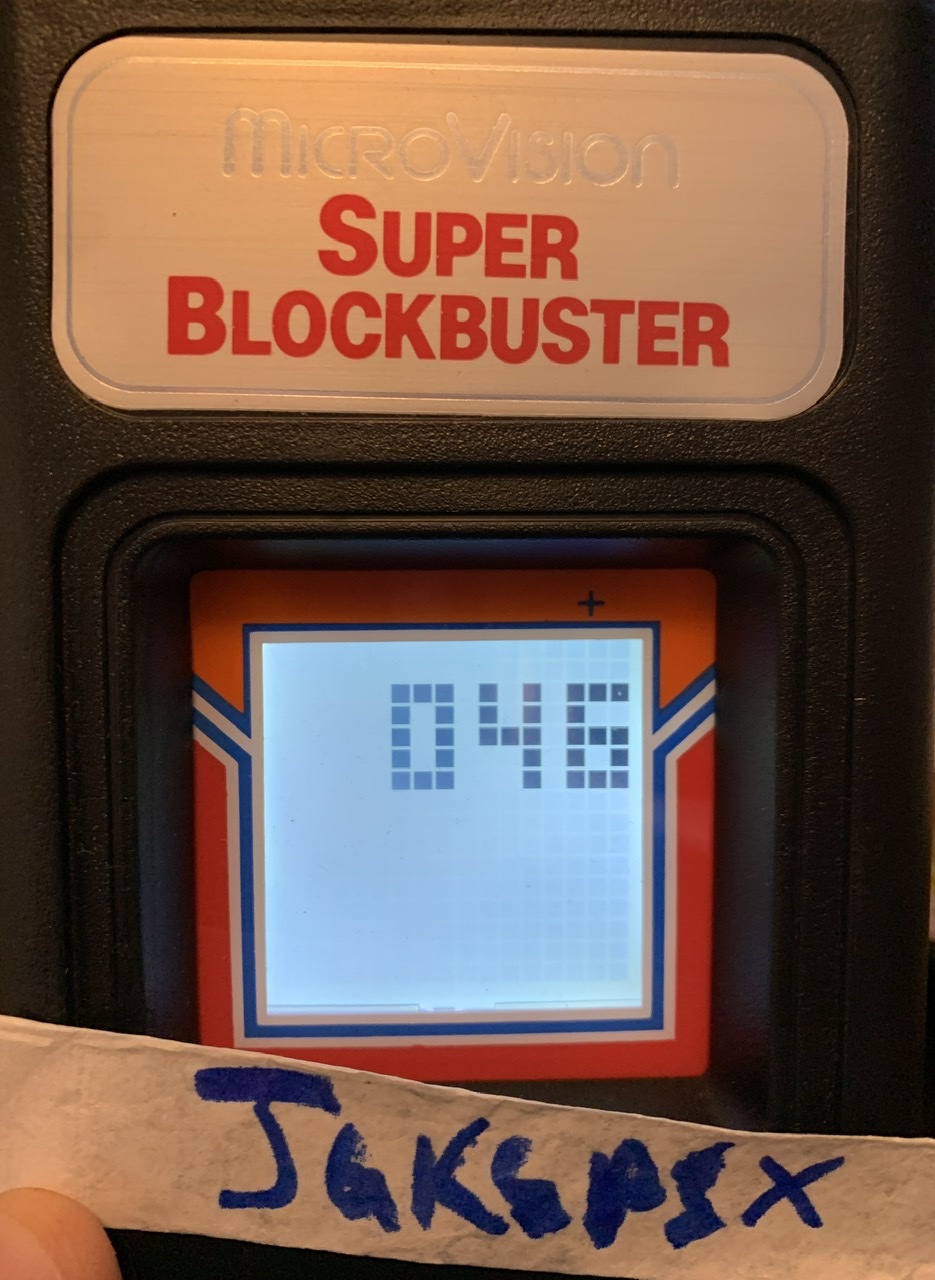 MicroVision
SUPER
BLOCKBUSTER
+
046
JakePSX